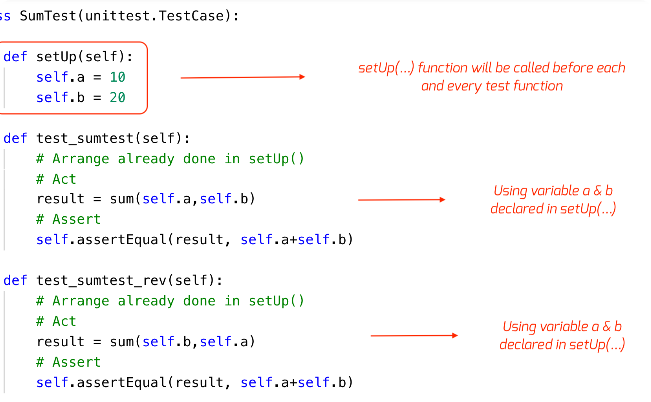 ss SumTest(unittest.TestCase):
def setUp(self):
self.a = 10
self.b = 20
setUp(...) function will be called before each
and every test function
def test_sumtest(self):
# Arrange already done in setUp()
# Act
result = sum(self.a,self.b)
# Assert
self.assertEqual(result, self.a+self.b)
Using variable a & b
declared in setUp(...)
def test_sumtest_rev(self):
# Arrange already done in setUp()
# Act
result = sum(self.b,self.a)
# Assert
self.assertEqual(result, self.a+self.b)
Using variable a & b
declared in setUp(...)